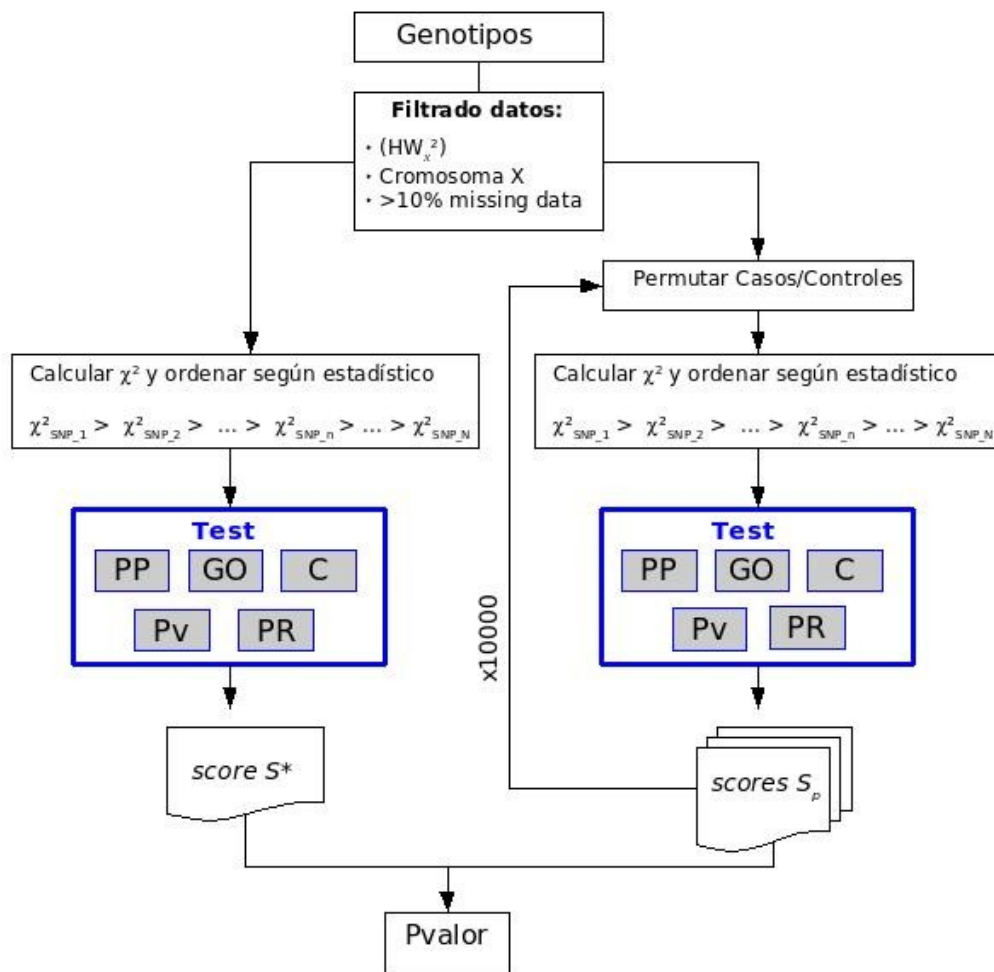 Genotipos
Filtrado datos:
· (HWₓ²)
· Cromosoma X
· >10% missing data
Permutar Casos/Controles
Calcular χ² y ordenar según estadístico
χ²SNP_1 > χ²SNP_2 > ... > χ²SNP_n > ... > χ²SNP_N
Calcular χ² y ordenar según estadístico
χ²SNP_1 > χ²SNP_2 > ... > χ²SNP_n > ... > χ²SNP_N
Test
PP GO C
Pv PR
Test
PP GO C
Pv PR
x10000
score S*
scores Sₚ
Pvalor